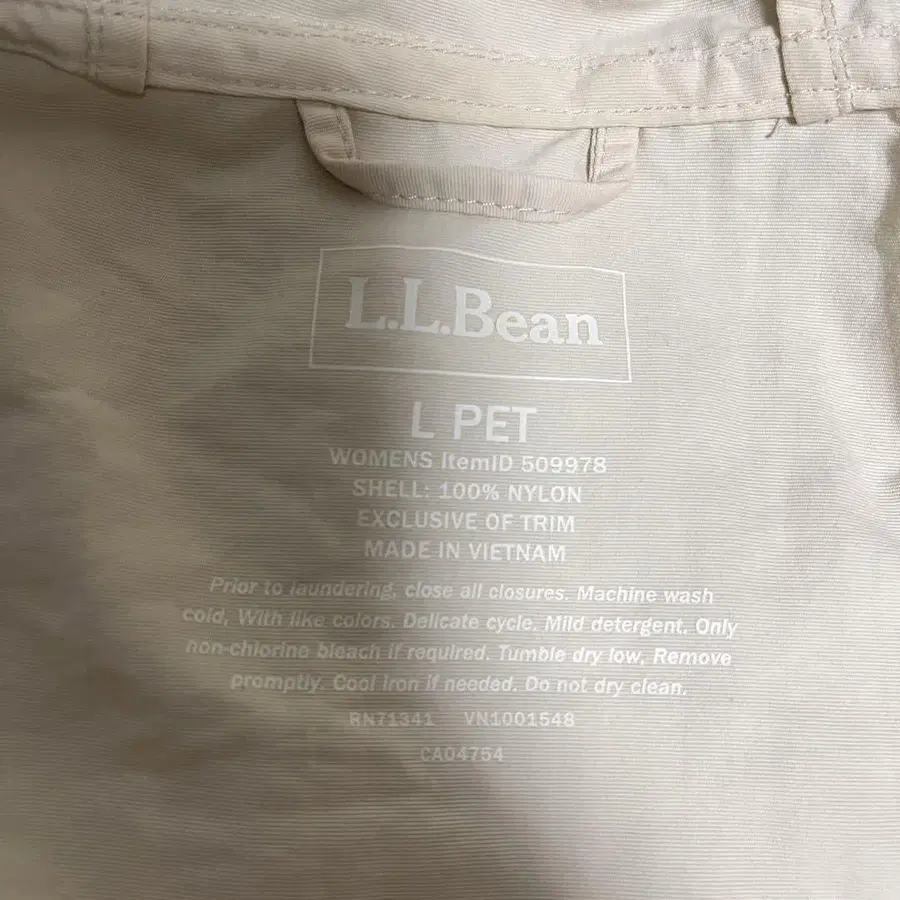 L.L.Bean
L PET
WOMENS ItemID 509978
SHELL: 100% NYLON
EXCLUSIVE OF TRIM
MADE IN VIETNAM
Prior to laundering, close all closures. Machine wash
cold, With like colors. Delicate cycle. Mild detergent. Only
non-chlorine bleach if required. Tumble dry low, Remove
promptly. Cool iron if needed. Do not dry clean.
RN71341 VN1001548
CA04754